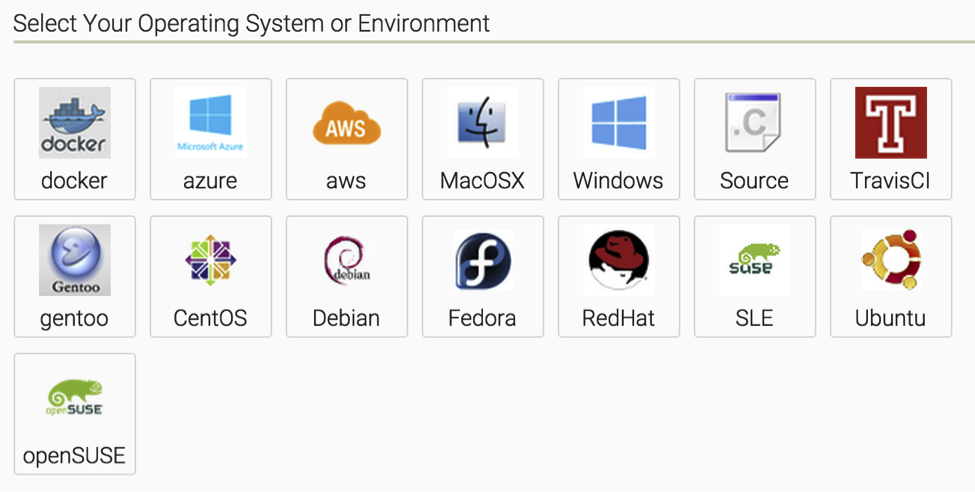 Select Your Operating System or Environment
docker
Microsoft Azure
AWS
.C
T
docker azure aws MacOSX Windows Source TravisCI
Gentoo
debian
f
suse
gentoo CentOS Debian Fedora RedHat SLE Ubuntu
openSUSE
openSUSE